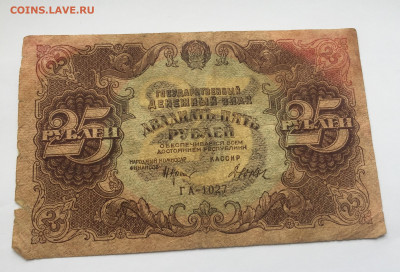 COINS.LAVE.RU
ГОСУДАРСТВЕННЫЙ
ДЕНЕЖНЫЙ ЗНАК
ДВАДЦАТЬ ПЯТЬ
РУБЛЕЙ
ОБЕСПЕЧИВАЕТСЯ ВСЕМ
ДОСТОЯНИЕМ РЕСПУБЛИКИ
25
РУБЛЕЙ
25
РУБЛЕЙ
НАРОДНЫЙ КОМИССАР
ФИНАНСОВ
КАССИР
ГА-1027